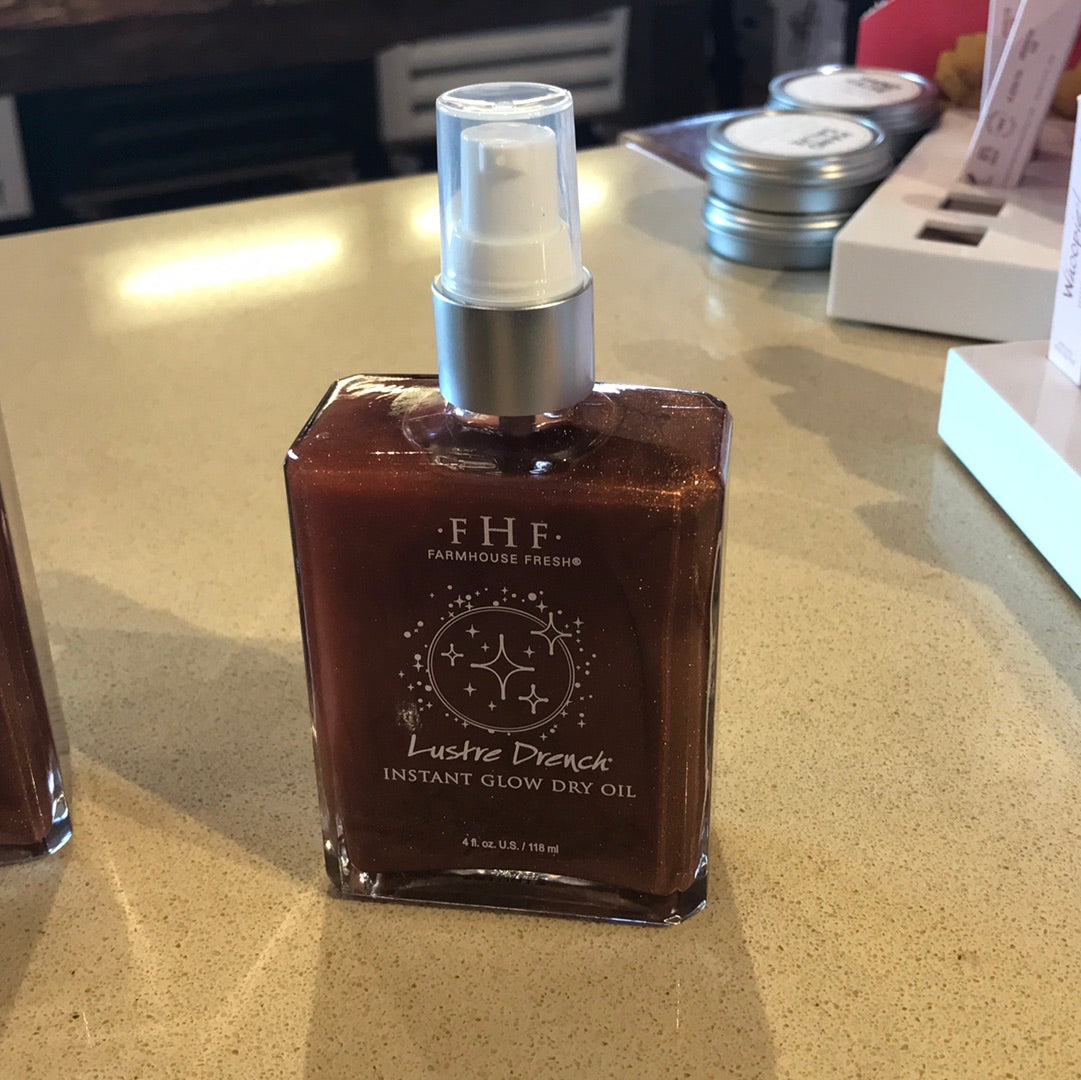 ·FHF·
FARMHOUSE FRESH®
Lustre Drench®
INSTANT GLOW DRY OIL
4 fl. oz. U.S. / 118 ml